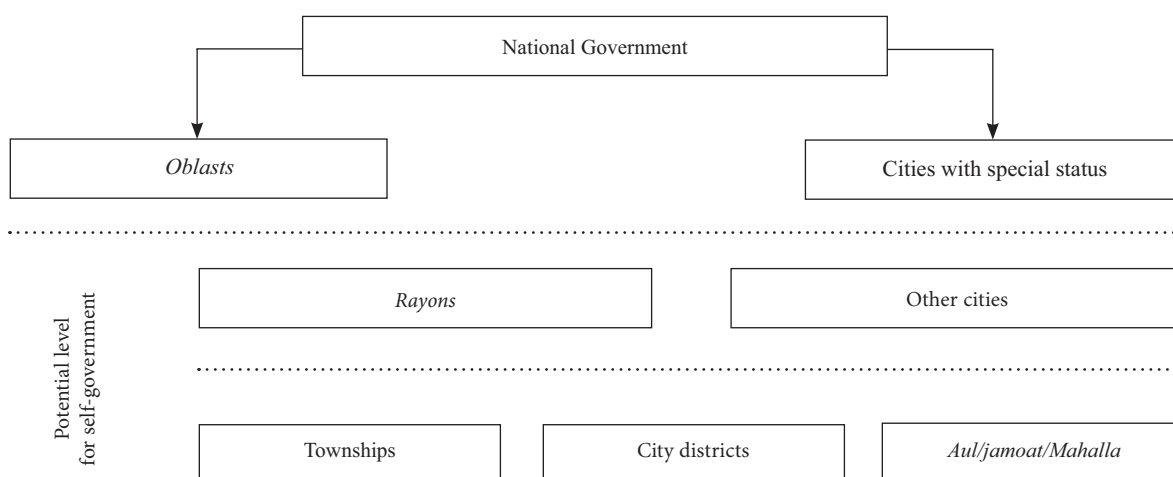 National Government
Oblasts
Cities with special status
Potential level
for self-government
Rayons
Other cities
Townships
City districts
Aul/jamoat/Mahalla